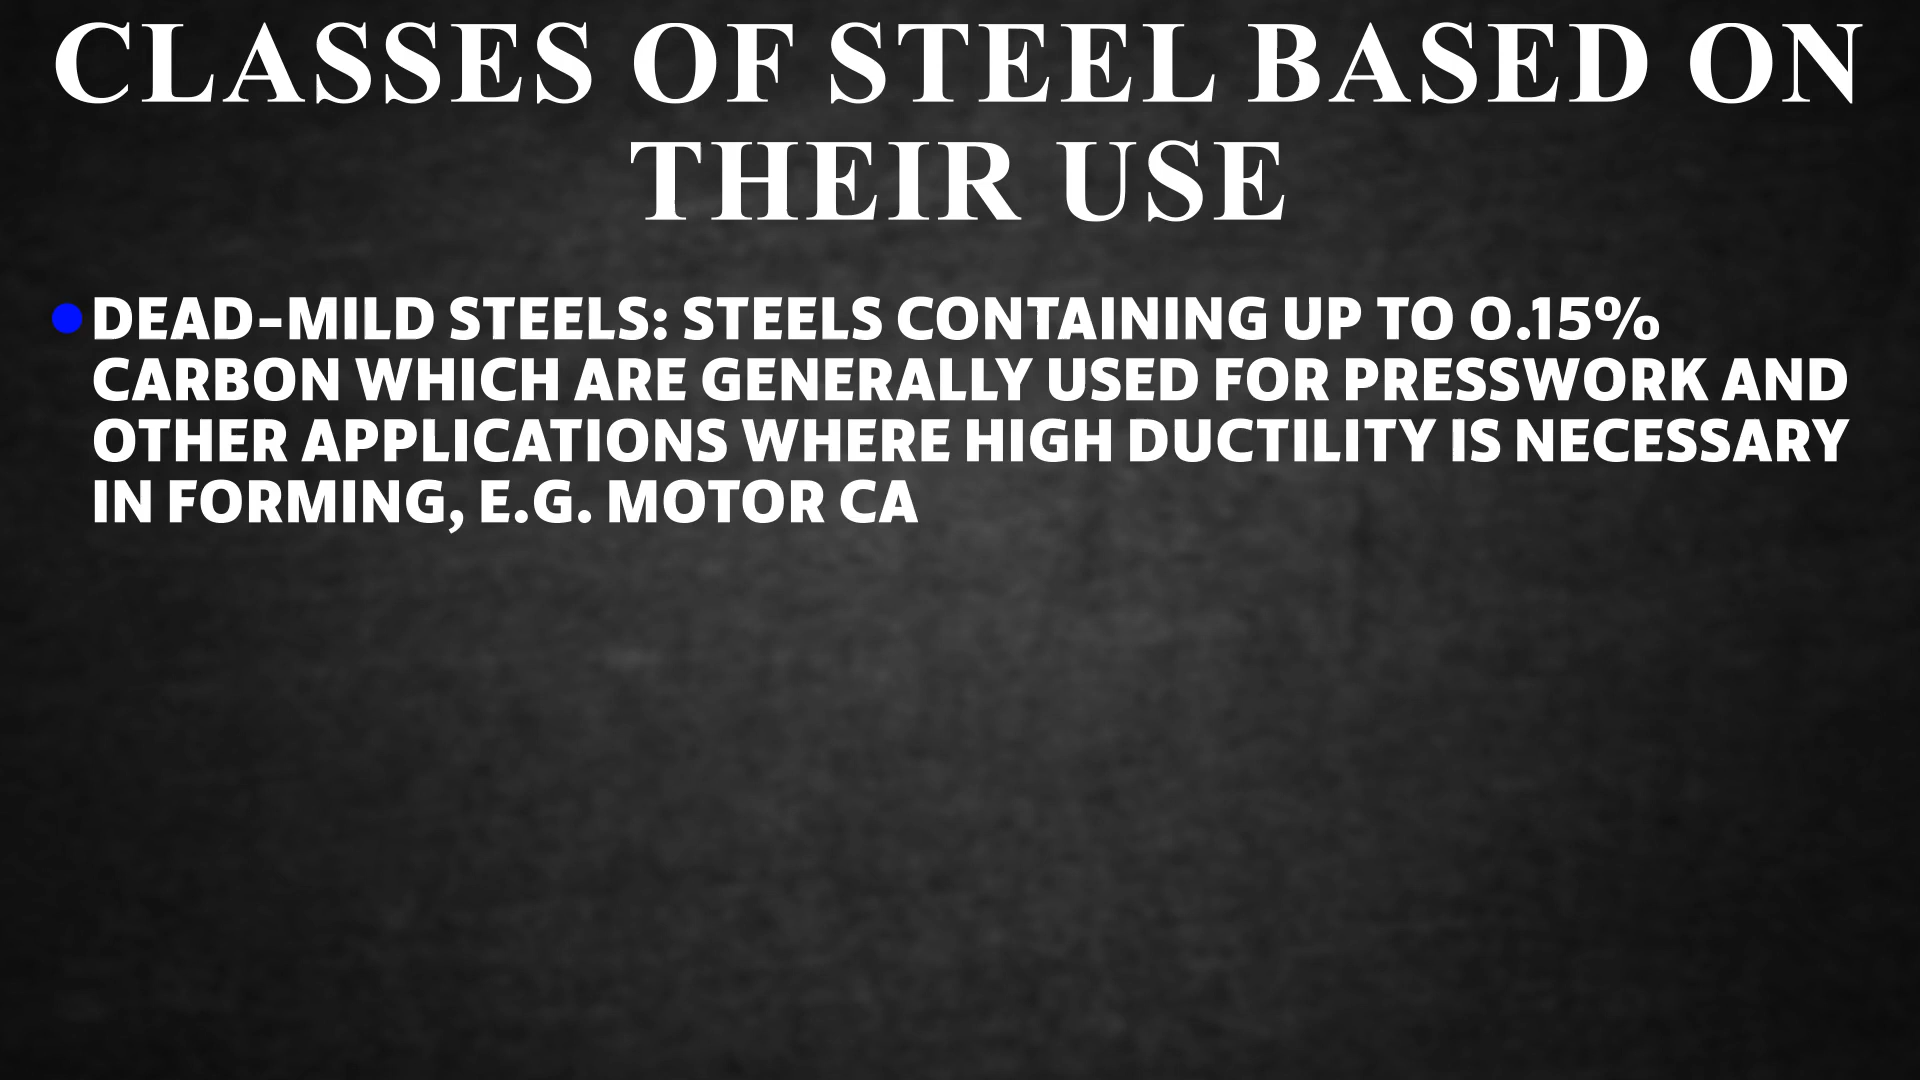 CLASSES OF STEEL BASED ON
THEIR USE
DEAD-MILD STEELS: STEELS CONTAINING UP TO 0.15%
CARBON WHICH ARE GENERALLY USED FOR PRESSWORK AND
OTHER APPLICATIONS WHERE HIGH DUCTILITY IS NECESSARY
IN FORMING, E.G. MOTOR CA